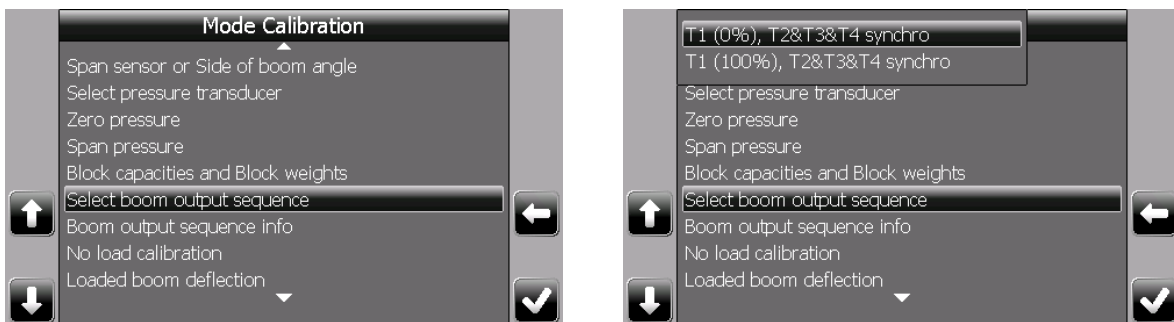 Mode Calibration
Span sensor or Side of boom angle
Select pressure transducer
Zero pressure
Span pressure
Block capacities and Block weights
Select boom output sequence
Boom output sequence info
No load calibration
Loaded boom deflection
T1 (0%), T2&T3&T4 synchro
T1 (100%), T2&T3&T4 synchro
Select pressure transducer
Zero pressure
Span pressure
Block capacities and Block weights
Select boom output sequence
Boom output sequence info
No load calibration
Loaded boom deflection